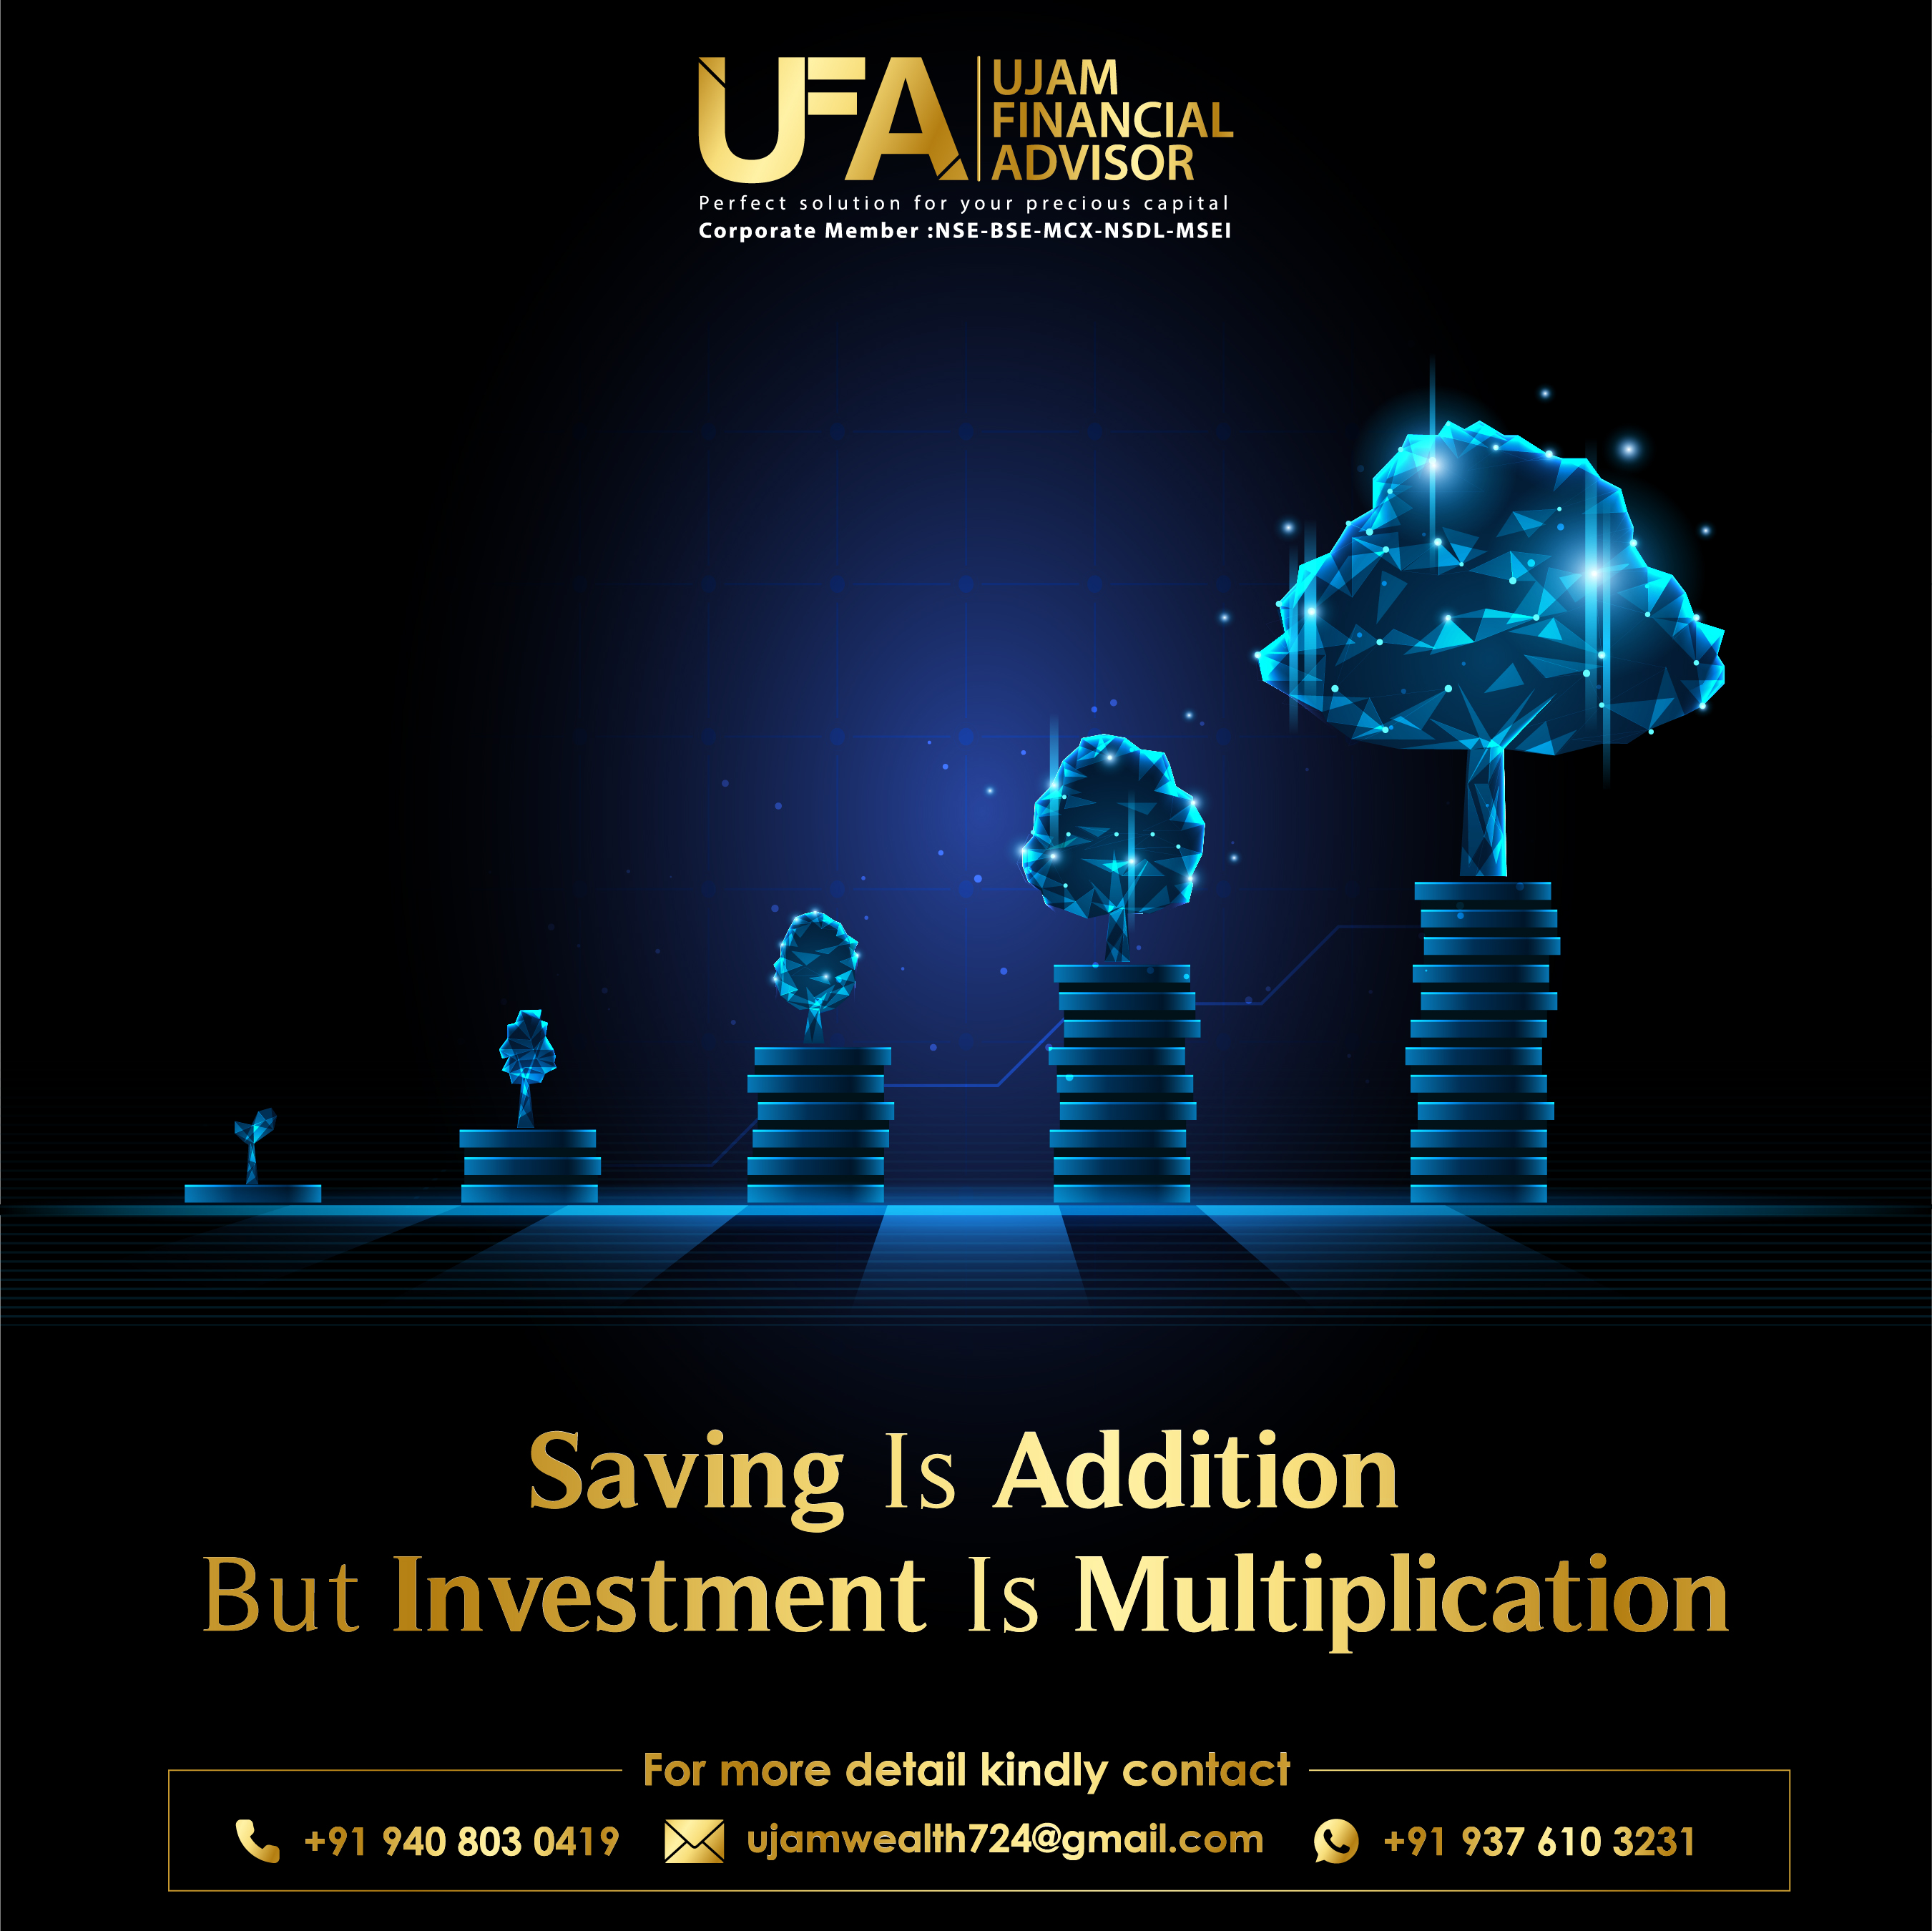 UFA
UJAM
FINANCIAL
ADVISOR
Perfect solution for your precious capital
Corporate Member :NSE-BSE-MCX-NSDL-MSEI
Saving Is Addition
But Investment Is Multiplication
For more detail kindly contact
+91 940 803 0419 ujamwealth724@gmail.com +91 937 610 3231